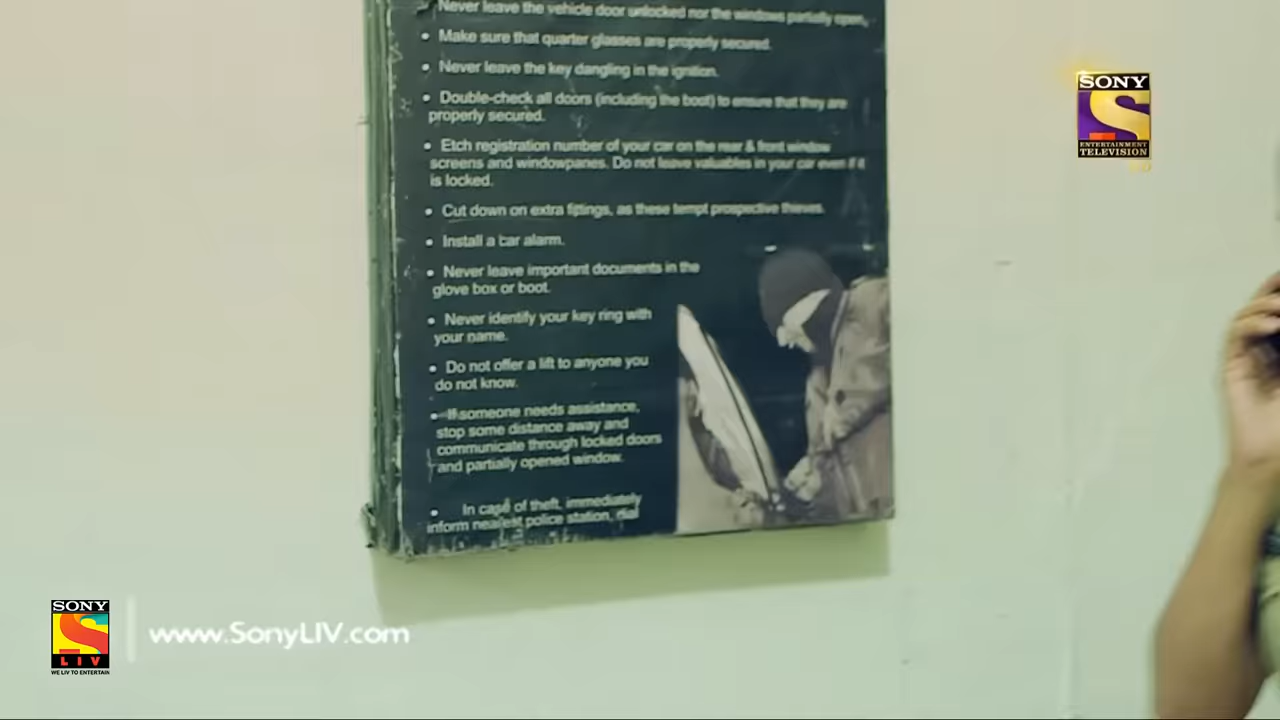 Never leave the vehicle door unlocked nor the windows partially open,
• Make sure that quarter glasses are properly secured.
• Never leave the key dangling in the ignition.
• Double-check all doors (including the boot) to ensure that they are
properly secured.
• Etch registration number of your car on the rear & front window
screens and windowpanes. Do not leave valuables in your car even if it
is locked.
• Cut down on extra fittings, as these tempt prospective thieves.
• Install a car alarm.
• Never leave important documents in the
glove box or boot.
• Never identify your key ring with
your name.
• Do not offer a lift to anyone you
do not know.
• If someone needs assistance,
stop some distance away and
communicate through locked doors
and partially opened window.
• In case of theft, immediately
inform nearest police station, dial
SONY
ENTERTAINMENT
TELEVISION
SONY
LIV
WE LIV TO ENTERTAIN
www.SonyLIV.com